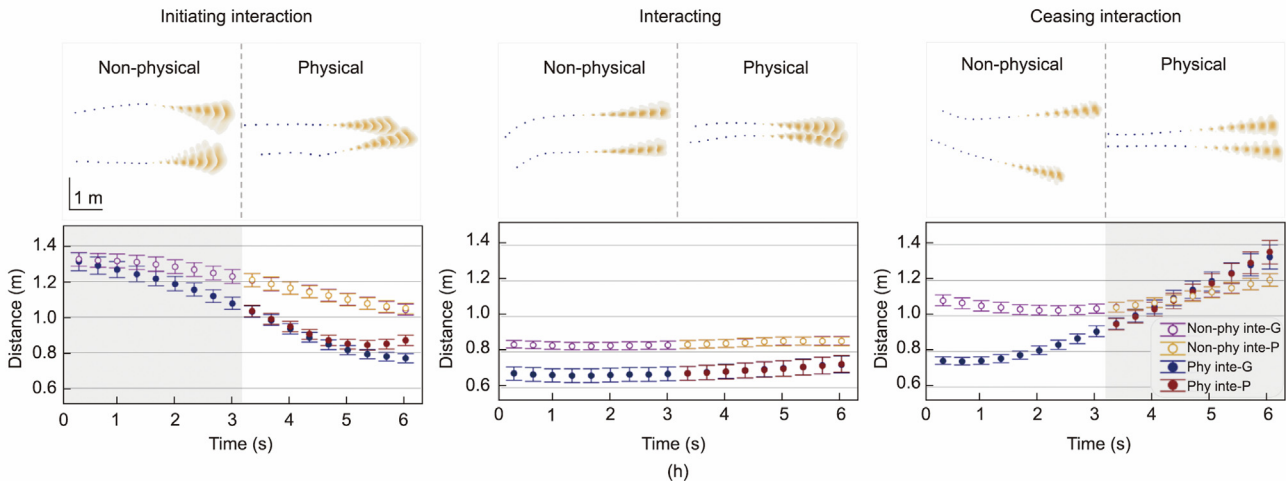 Initiating interaction
Interacting
Ceasing interaction
Non-physical
Physical
Non-physical
Physical
Non-physical
Physical
1 m
Distance (m)
1.4
1.2
1.0
0.8
0.6
0
1
2
3
4
5
6
Time (s)
Distance (m)
1.4
1.2
1.0
0.8
0.6
0
1
2
3
4
5
6
Time (s)
Distance (m)
1.4
1.2
1.0
0.8
0.6
0
1
2
3
4
5
6
Time (s)
Non-phy inte-G
Non-phy inte-P
Phy inte-G
Phy inte-P
(h)